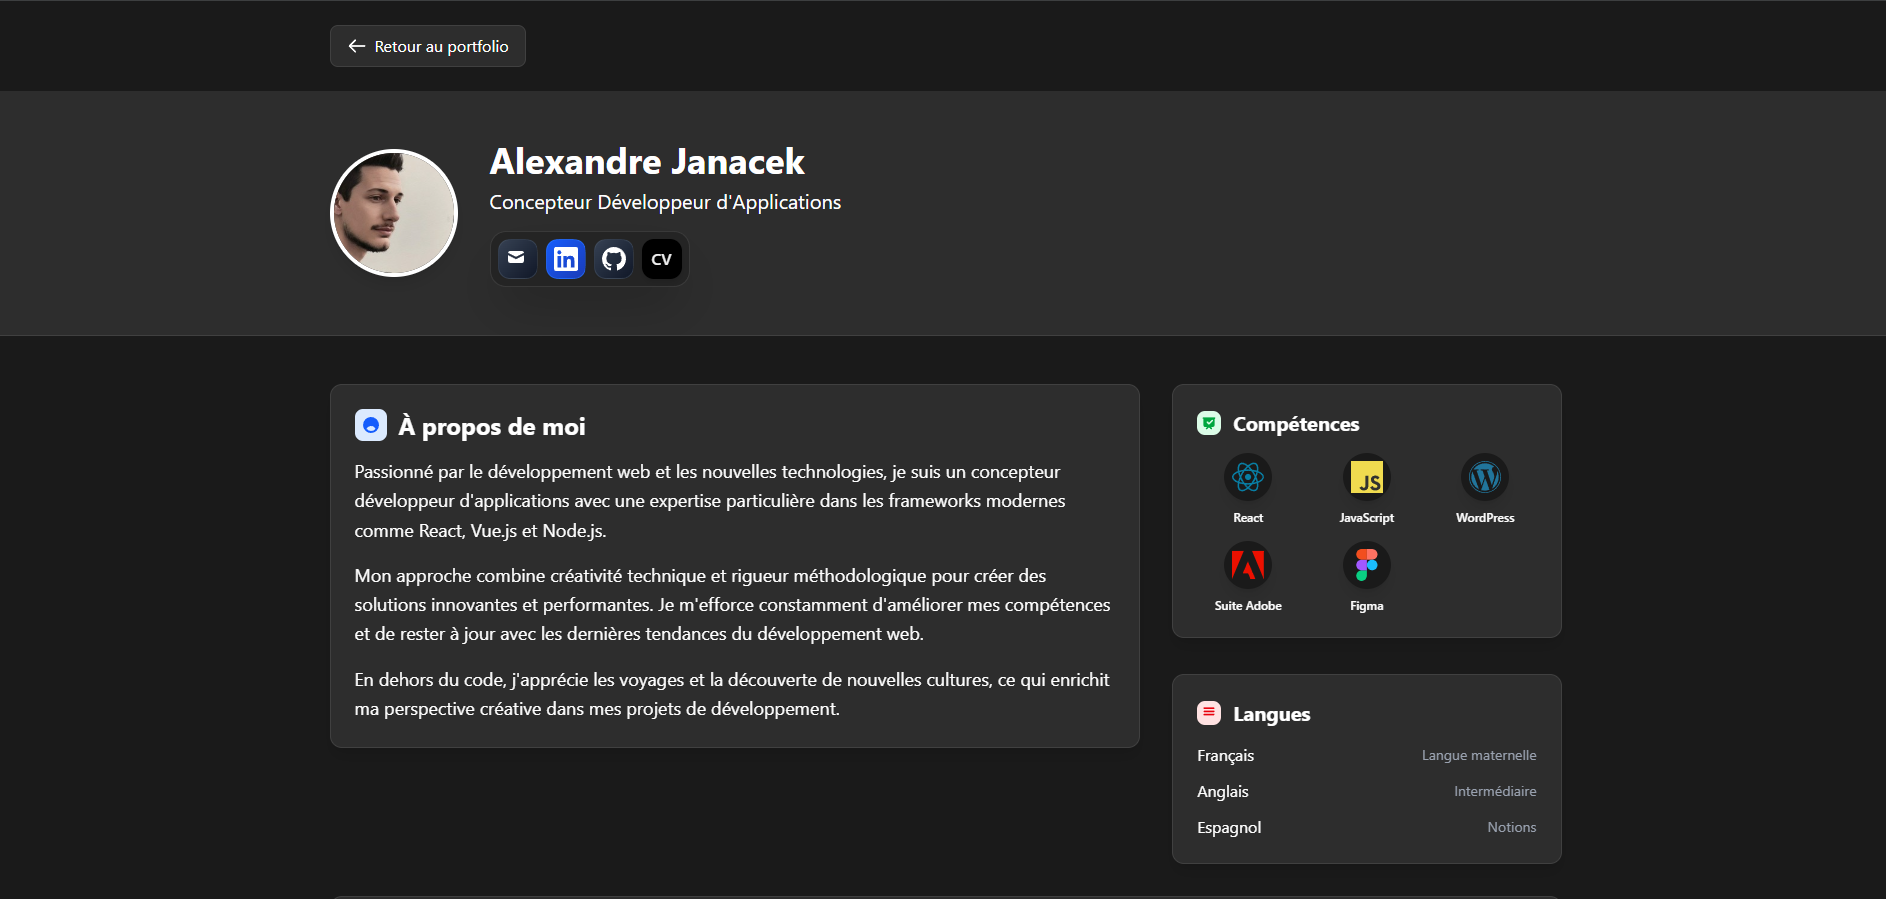 Retour au portfolio
Alexandre Janacek
Concepteur Développeur d'Applications
in
CV
À propos de moi
Passionné par le développement web et les nouvelles technologies, je suis un concepteur
développeur d'applications avec une expertise particulière dans les frameworks modernes
comme React, Vue.js et Node.js.
Mon approche combine créativité technique et rigueur méthodologique pour créer des
solutions innovantes et performantes. Je m'efforce constamment d'améliorer mes compétences
et de rester à jour avec les dernières tendances du développement web.
En dehors du code, j'apprécie les voyages et la découverte de nouvelles cultures, ce qui enrichit
ma perspective créative dans mes projets de développement.
Compétences
JS
React JavaScript WordPress
Suite Adobe Figma
Langues
Français Langue maternelle
Anglais Intermédiaire
Espagnol Notions